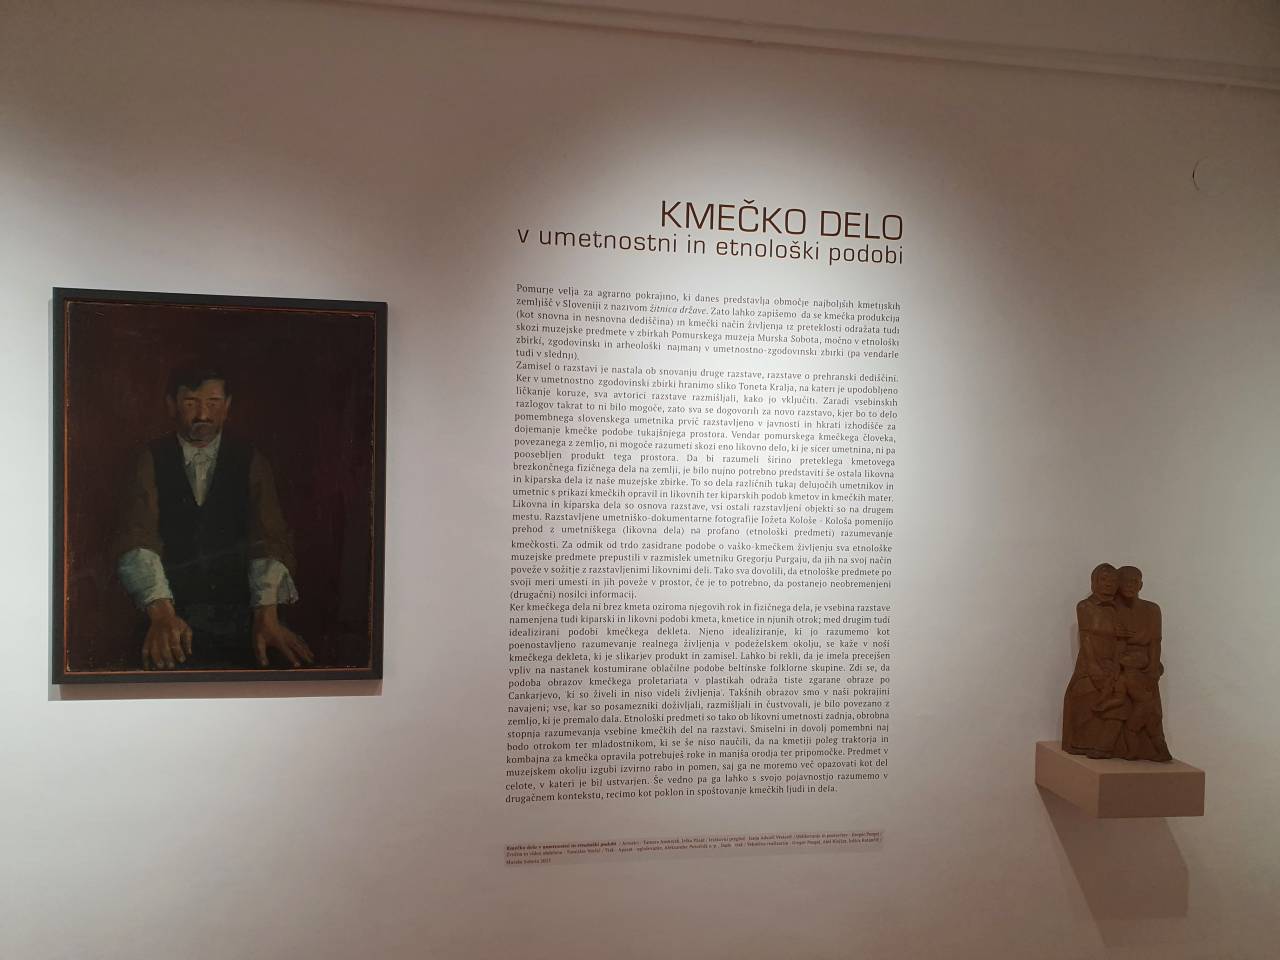 KMEČKO DELO
v umetnostni in etnološki podobi
Pomurje velja za agrarno pokrajino, ki danes predstavlja območje najboljših kmetijskih
zemljišč v Sloveniji z nazivom žitnica države. Zato lahko zapišemo da se kmečka produkcija
(kot snovna in nesnovna dediščina) in kmečki način življenja iz preteklosti odražata tudi
skozi muzejske predmete v zbirkah Pomurskega muzeja Murska Sobota, močno v etnološki
zbirki, zgodovinski in arheološki najmanj v umetnostno-zgodovinski zbirki (pa vendarle
tudi v slednji).
Zamisel o razstavi je nastala ob snovanju druge razstave, razstave o prehranski dediščini.
Ker v umetnostno zgodovinski zbirki hranimo sliko Toneta Kralja, na kateri je upodobljeno
ličkanje koruze, sva avtorici razstave razmišljali, kako jo vključiti. Zaradi vsebinskih
razlogov takrat to ni bilo mogoče, zato sva se dogovorili za novo razstavo, kjer bo to delo
pomembnega slovenskega umetnika prvič razstavljeno v javnosti in hkrati izhodišče za
dojemanje kmečke podobe tukajšnjega prostora. Vendar pomurskega kmečkega človeka,
povezanega z zemljo, ni mogoče razumeti skozi eno likovno delo, ki je sicer umetnina, ni pa
poosebljen produkt tega prostora. Da bi razumeli širino preteklega kmetovega
brezkončnega fizičnega dela na zemlji, je bilo nujno potrebno predstaviti še ostala likovna
in kiparska dela iz naše muzejske zbirke. To so dela različnih tukaj delujočih umetnikov in
umetnic s prikazi kmečkih opravil in likovnih ter kiparskih podob kmetov in kmečkih mater.
Likovna in kiparska dela so osnova razstave, vsi ostali razstavljeni objekti so na drugem
mestu. Razstavljene umetniško-dokumentarne fotografije Jožeta Kološe - Kološa pomenijo
prehod z umetniškega (likovna dela) na profano (etnološki predmeti) razumevanje
kmečkosti. Za odmik od trdo zasidrane podobe o vaško-kmečkem življenju sva etnološke
muzejske predmete prepustili v razmislek umetniku Gregorju Purgaju, da jih na svoj način
poveže v sožitje z razstavljenimi likovnimi deli. Tako sva dovolili, da etnološke predmete po
svoji meri umesti in jih poveže v prostor, če je to potrebno, da postanejo neobremenjeni
(drugačni) nosilci informacij.
Ker kmečkega dela ni brez kmeta oziroma njegovih rok in fizičnega dela, je vsebina razstave
namenjena tudi kiparski in likovni podobi kmeta, kmetice in njunih otrok; med drugim tudi
idealizirani podobi kmečkega dekleta. Njeno idealiziranje, ki jo razumemo kot
poenostavljeno razumevanje realnega življenja v podeželskem okolju, se kaže v noši
kmečkega dekleta, ki je slikarjev produkt in zamisel. Lahko bi rekli, da je imela precejšen
vpliv na nastanek kostumirane oblačilne podobe beltinske folklorne skupine. Zdi se, da
podoba obrazov kmečkega proletariata v plastikah odraža tiste zgarane obraze po
Cankarjevo, 'ki so živeli in niso videli življenja'. Takšnih obrazov smo v naši pokrajini
navajeni; vse, kar so posamezniki doživljali, razmišljali in čustvovali, je bilo povezano z
zemljo, ki je premalo dala. Etnološki predmeti so tako ob likovni umetnosti zadnja, obrobna
stopnja razumevanja vsebine kmečkih del na razstavi. Smiselni in dovolj pomembni naj
bodo otrokom ter mladostnikom, ki se še niso naučili, da na kmetiji poleg traktorja in
kombajna za kmečka opravila potrebuješ roke in manjša orodja ter pripomočke. Predmet v
muzejskem okolju izgubi izvirno rabo in pomen, saj ga ne moremo več opazovati kot del
celote, v kateri je bil ustvarjen. Še vedno pa ga lahko s svojo pojavnostjo razumemo v
drugačnem kontekstu, recimo kot poklon in spoštovanje kmečkih ljudi in dela.
Kmečko delo v umetnostni in etnološki podobi / Avtorici
Murska Sobota